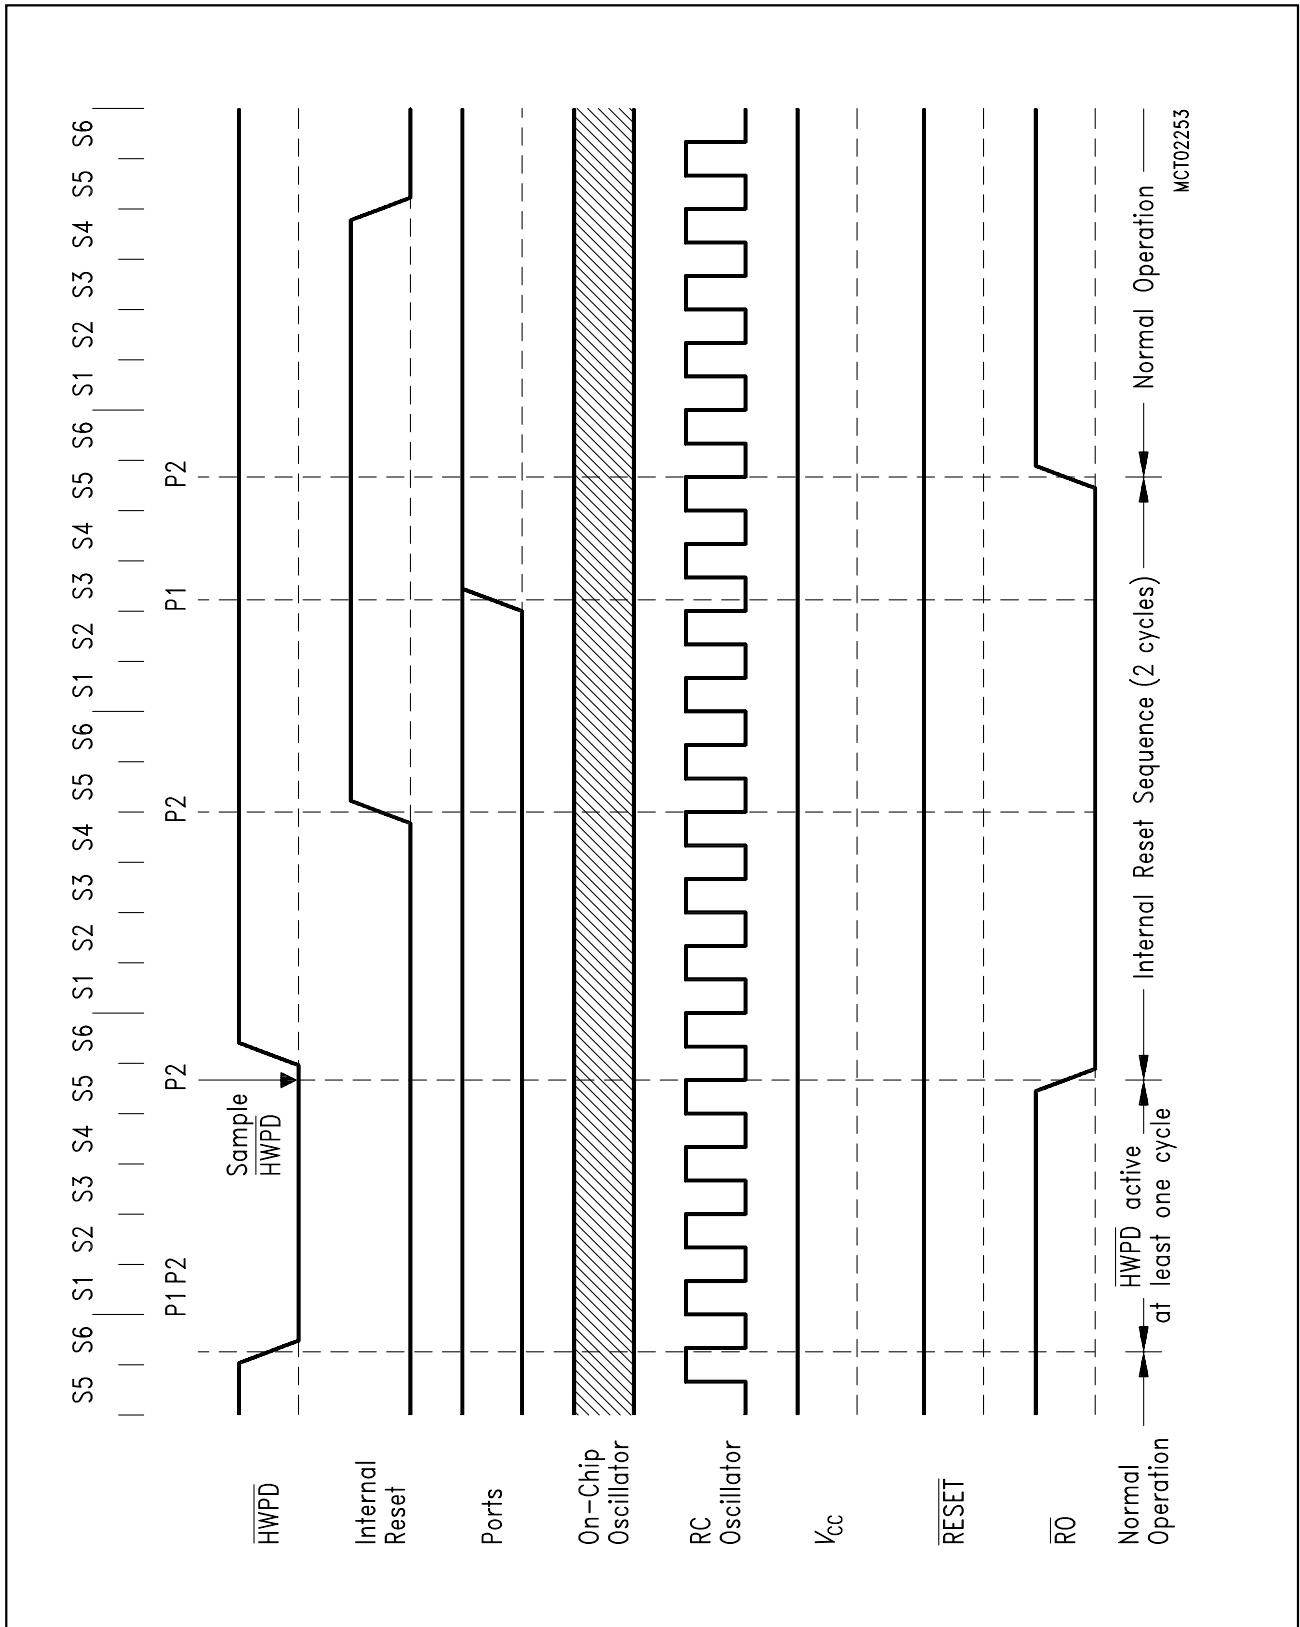 S5 S6 S1 S2 S3 S4 S5 S6 S1 S2 S3 S4 S5 S6 S1 S2 S3 S4 S5 S6 S1 S2 S3 S4 S5 S6
P1 P2 P2 P2 P1 P2
Sample
HWPD
HWPD
Internal
Reset
Ports
On-Chip
Oscillator
RC
Oscillator
VCC
RESET
RO
Normal
Operation
HWPD active
at least one cycle
Internal Reset Sequence (2 cycles)
Normal Operation
MCT02253